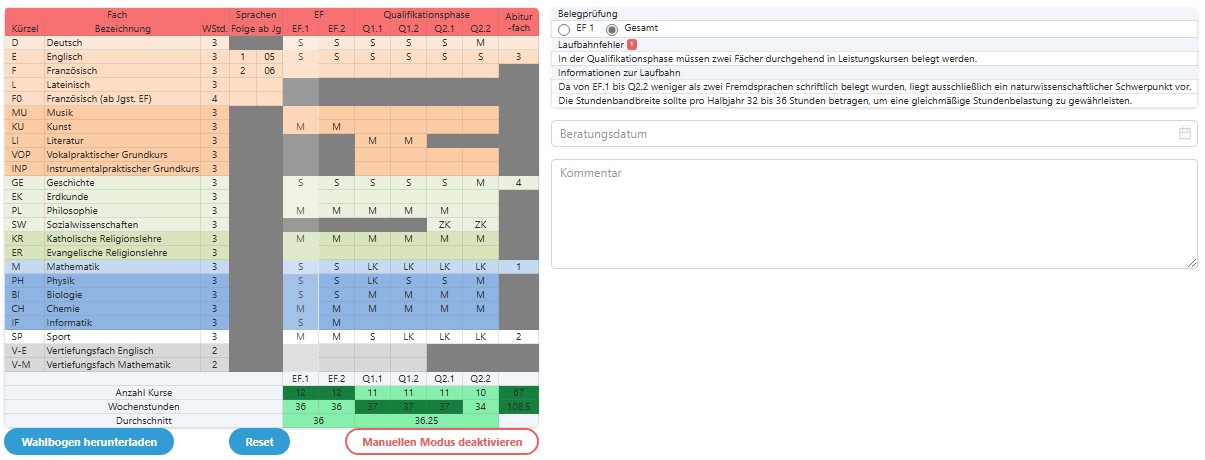 Fach Sprachen EF Qualifikationsphase Abitur
Kürzel Bezeichnung WStd. Folge ab Jg EF.1 EF.2 Q1.1 Q1.2 Q2.1 Q2.2 -fach
D Deutsch 3 S S S S S M
E Englisch 3 1 05 S S S S S S 3
F Französisch 3 2 06
L Lateinisch 3
F0 Französisch (ab Jgst. EF) 4
MU Musik 3
KU Kunst 3 M M
LI Literatur 3 M M
VOP Vokalpraktischer Grundkurs 3
INP Instrumentalpraktischer Grundkurs 3
GE Geschichte 3 S S S S S M 4
EK Erdkunde 3
PL Philosophie 3 M M M M M
SW Sozialwissenschaften 3 ZK ZK
KR Katholische Religionslehre 3 M M M M M M
ER Evangelische Religionslehre 3
M Mathematik 3 S S LK LK LK LK 1
PH Physik 3 S S LK S S M
BI Biologie 3 S S M M M M
CH Chemie 3 M M M M M M
IF Informatik 3 S M
SP Sport 3 M M S LK LK LK 2
V-E Vertiefungsfach Englisch 2
V-M Vertiefungsfach Mathematik 2
EF.1 EF.2 Q1.1 Q1.2 Q2.1 Q2.2
Anzahl Kurse 12 12 11 11 11 10 67
Wochenstunden 36 36 37 37 37 34 108.5
Durchschnitt 36 36.25
Wahlbogen herunterladen Reset Manuellen Modus deaktivieren
Belegprüfung
EF 1 Gesamt
Laufbahnfehler 1
In der Qualifikationsphase müssen zwei Fächer durchgehend in Leistungskursen belegt werden.
Informationen zur Laufbahn
Da von EF.1 bis Q2.2 weniger als zwei Fremdsprachen schriftlich belegt wurden, liegt ausschließlich ein naturwissenschaftlicher Schwerpunkt vor.
Die Stundenbandbreite sollte pro Halbjahr 32 bis 36 Stunden betragen, um eine gleichmäßige Stundenbelastung zu gewährleisten.
Beratungsdatum
Kommentar